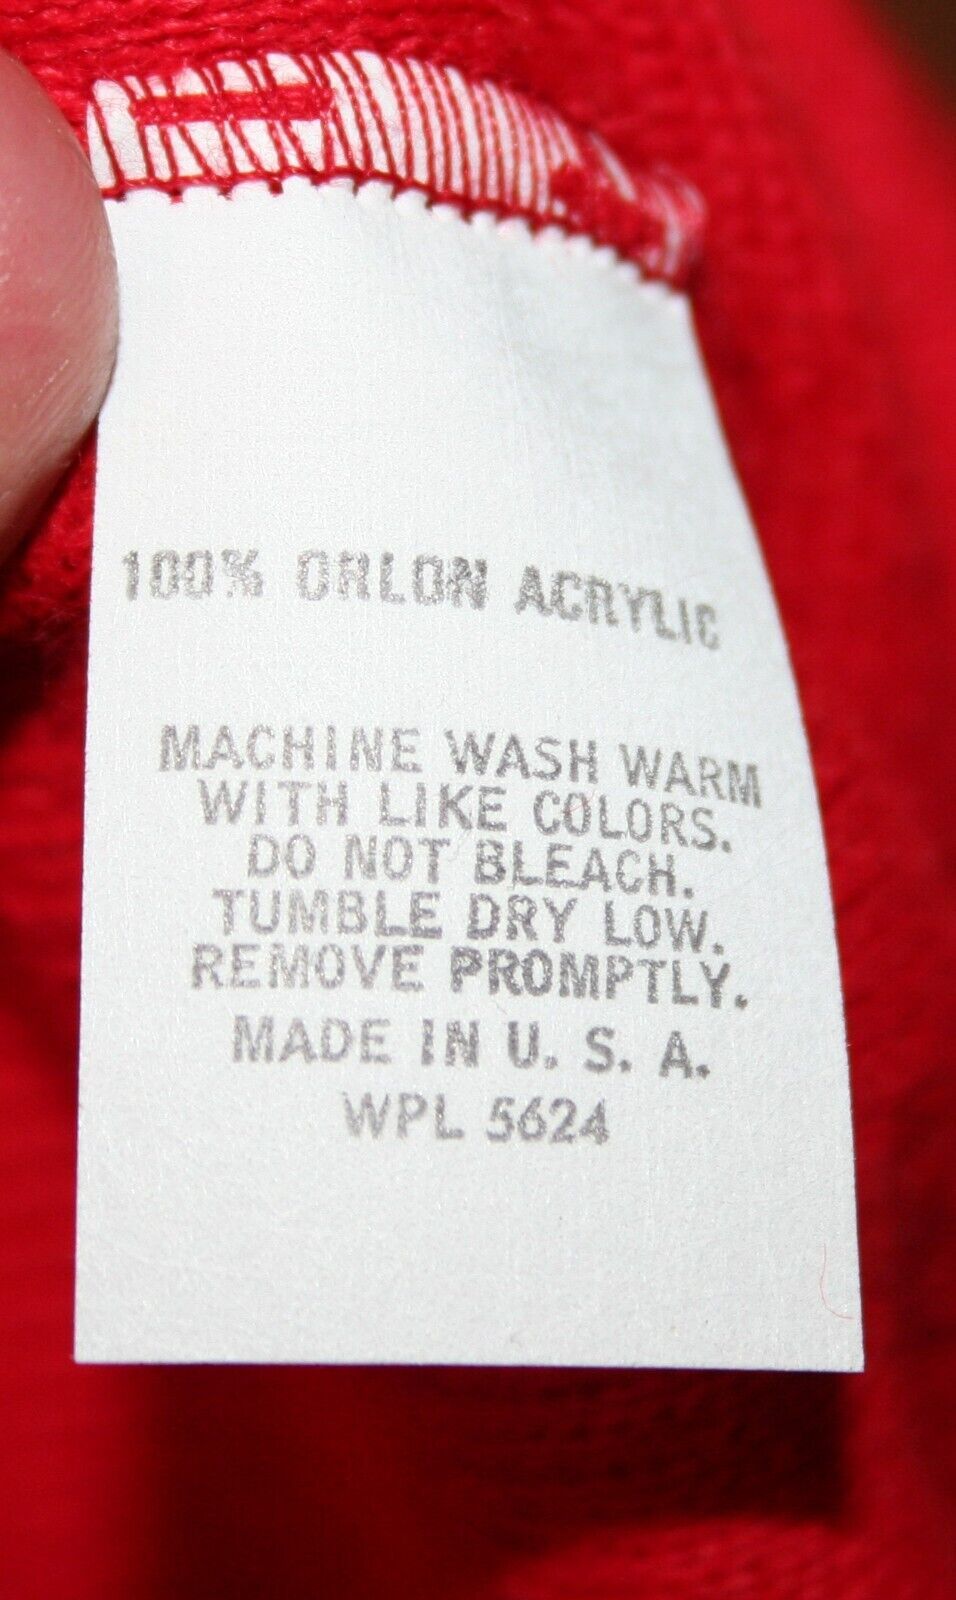 100% ORLON ACRYLIC
MACHINE WASH WARM
WITH LIKE COLORS.
DO NOT BLEACH.
TUMBLE DRY LOW.
REMOVE PROMPTLY.
MADE IN U. S. A.
WPL 5624